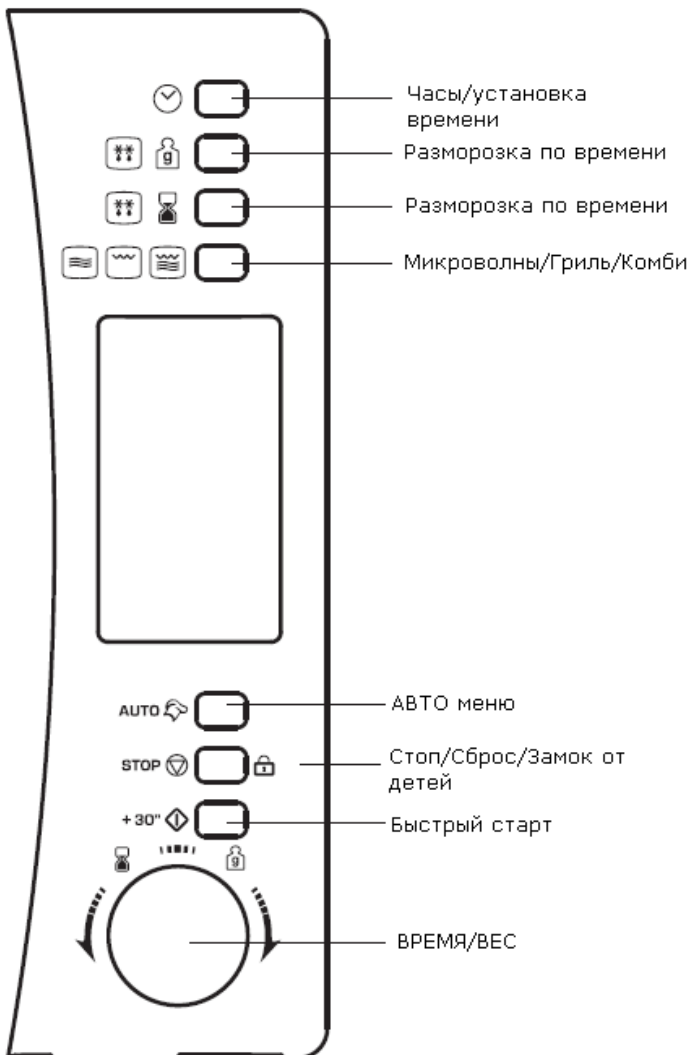 Часы/установка
времени
g
Разморозка по времени
Разморозка по времени
Микроволны/Гриль/Комби
AUTO
АВТО меню
STOP
Стоп/Сброс/Замок от
детей
+30"
Быстрый старт
g
ВРЕМЯ/ВЕС